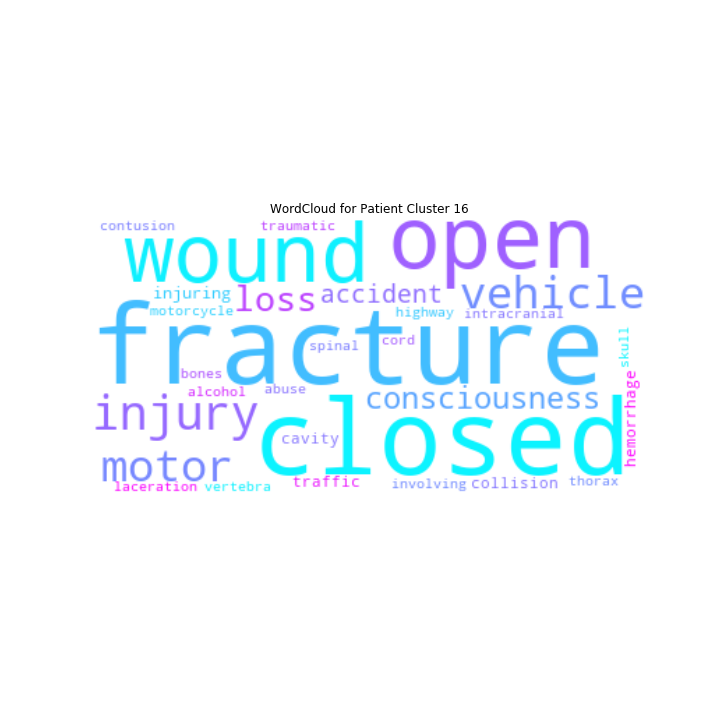 WordCloud for Patient Cluster 16
contusion
traumatic
open
wound
injuring
loss
accident
vehicle
motorcycle
highway
intracranial
fracture
spinal
cord
skull
bones
alcohol
abuse
consciousness
hemorrhage
injury
closed
cavity
motor
laceration
vertebra
traffic
involving
collision
thorax